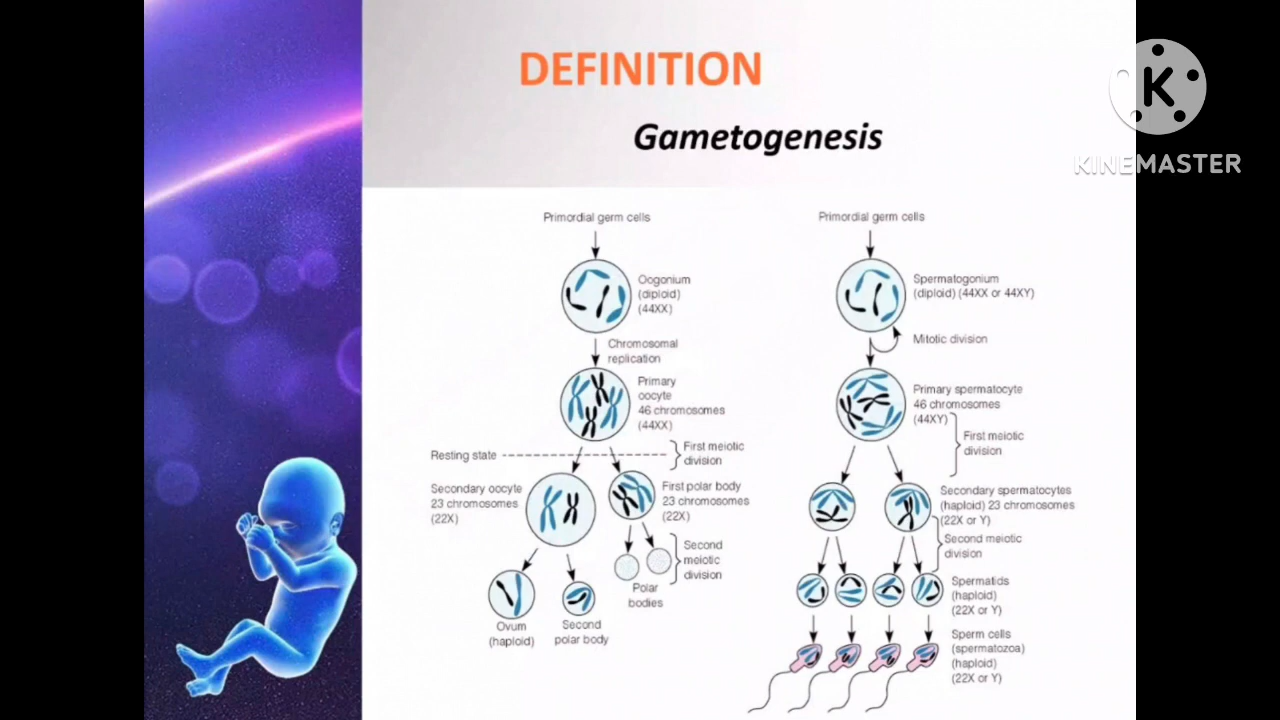 DEFINITION
Gametogenesis
K
KINEMASTER
Primordial germ cells
Oogonium
(diploid)
(44XX)
Chromosomal
replication
Primary
oocyte
46 chromosomes
(44XX)
Resting state
First meiotic
division
Secondary oocyte
23 chromosomes
(22X)
First polar body
23 chromosomes
(22X)
Second
meiotic
division
Polar
bodies
Ovum
(haploid)
Second
polar body
Primordial germ cells
Spermatogonium
(diploid) (44XX or 44XY)
Mitotic division
Primary spermatocyte
46 chromosomes
(44XY)
First meiotic
division
Secondary spermatocytes
(haploid) 23 chromosomes
(22X or Y)
Second meiotic
division
Spermatids
(haploid)
(22X or Y)
Sperm cells
(spermatozoa)
(haploid)
(22X or Y)